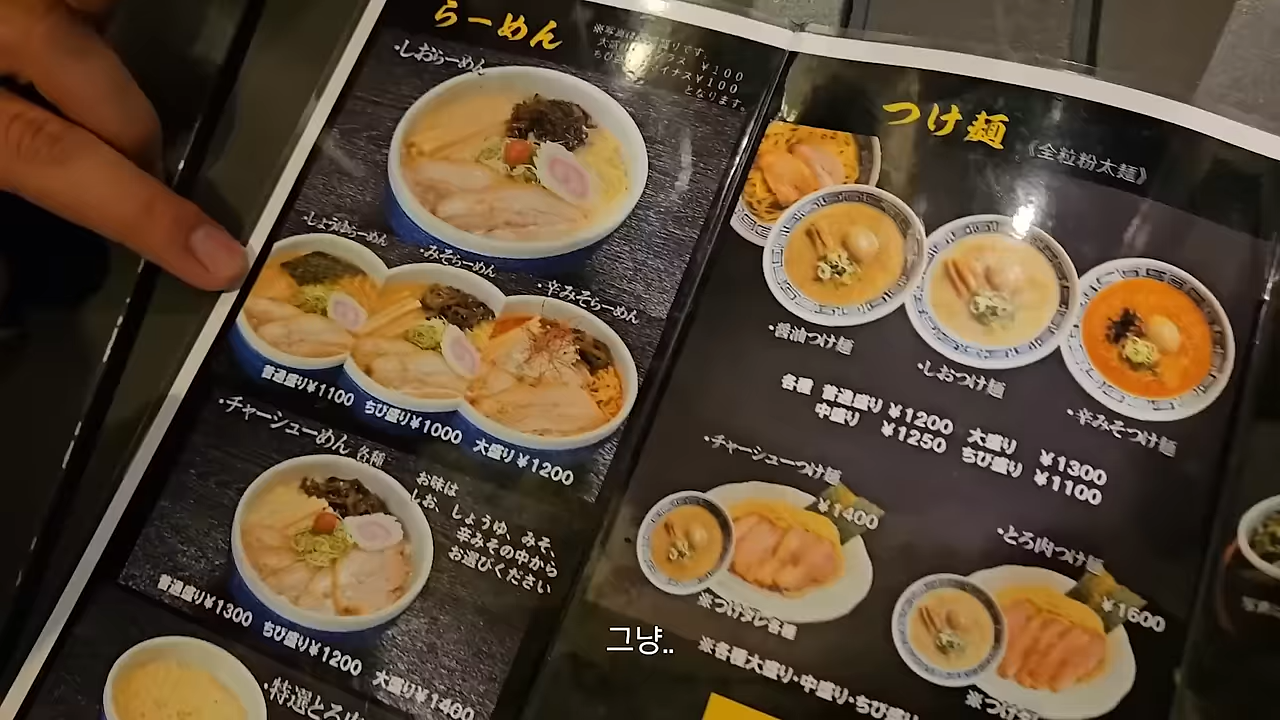 らーめん
ちび盛りマイナス¥100
となります。
・しおらーめん
・しょうゆらーめん
・みそらーめん
・辛みそらーめん
普通盛り¥1100 ちび盛り¥1000 大盛り¥1200
・チャーシューめん 各種
お味は
しお、しょうゆ、みそ、
辛みその中から
お選びください
普通盛り¥1300 ちび盛り¥1200 大盛り¥1400
・特選とろ肉
つけ麺
《全粒粉太麺》
・醤油つけ麺
・しおつけ麺
・辛みそつけ麺
各種 普通盛り¥1200 大盛り ¥1300
中盛り ¥1250 ちび盛り ¥1100
・チャーシューつけ麺
¥1400
※つけダレ各種
・とろ肉つけ麺
¥1600
※各種大盛り・中盛り・ちび盛り
그냥..